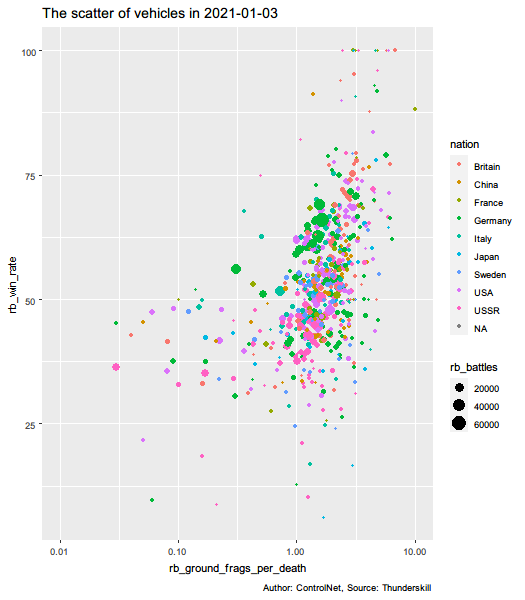 The scatter of vehicles in 2021-01-03
rb_win_rate
100
75
50
25
0.01
0.10
1.00
10.00
rb_ground_frags_per_death
nation
Britain
China
France
Germany
Italy
Japan
Sweden
USA
USSR
NA
rb_battles
20000
40000
60000
Author: ControlNet, Source: Thunderskill